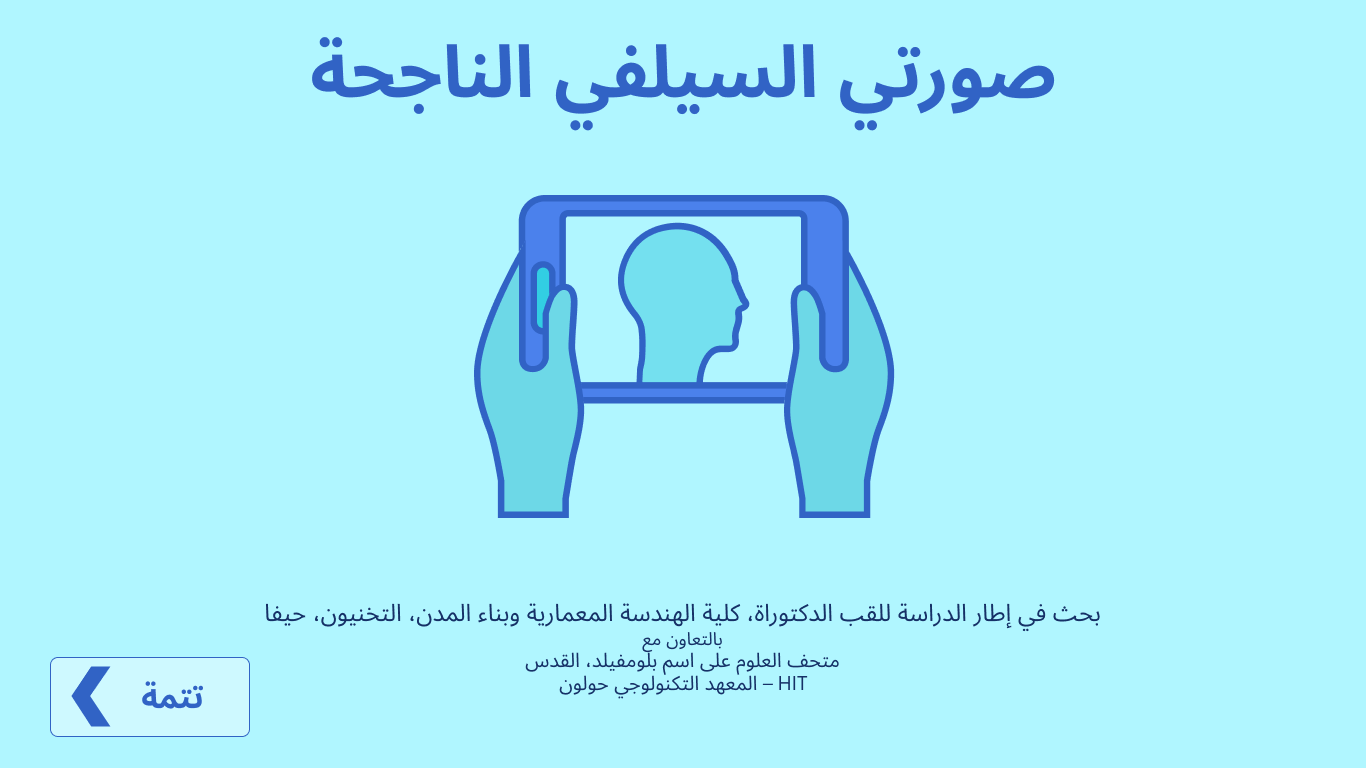 صورتي السيلفي الناجحة
بحث في إطار الدراسة للقب الدكتوراة، كلية الهندسة المعمارية وبناء المدن، التخنيون، حيفا
بالتعاون مع
متحف العلوم على اسم بلومفيلد، القدس
HIT – المعهد التكنولوجي حولون
تتمة